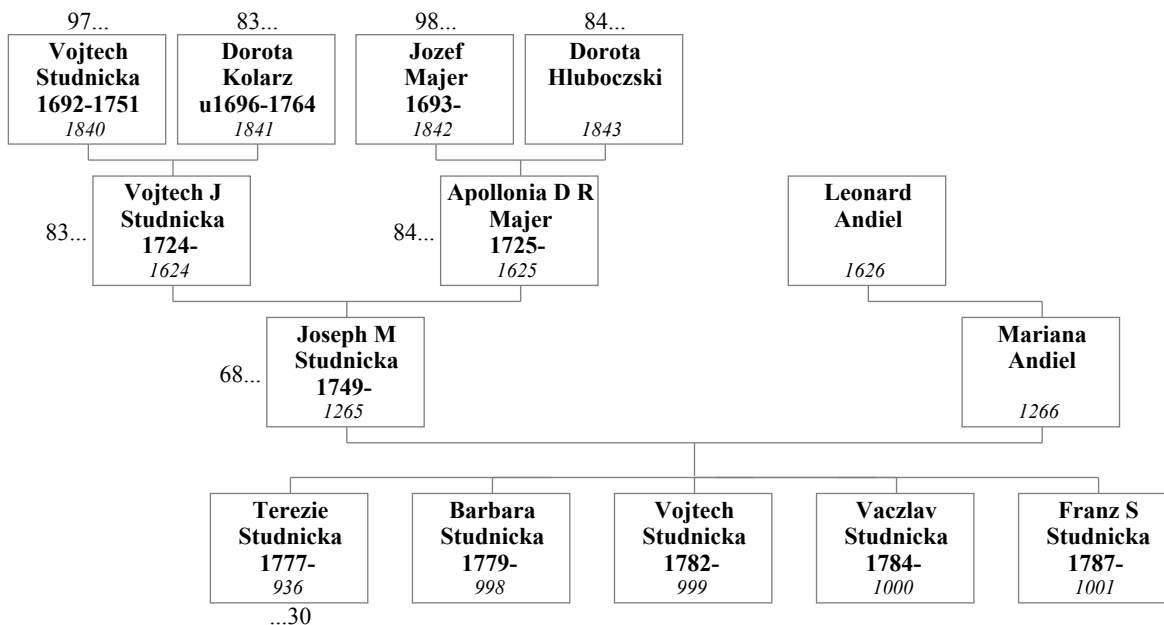 97...
83...
98...
84...
Vojtech
Studnicka
1692-1751
1840
Dorota
Kolarz
u1696-1764
1841
Jozef
Majer
1693-
1842
Dorota
Hluboczski
1843
83...
Vojtech J
Studnicka
1724-
1624
84...
Apollonia D R
Majer
1725-
1625
Leonard
Andiel
1626
68...
Joseph M
Studnicka
1749-
1265
Mariana
Andiel
1266
Terezie
Studnicka
1777-
936
...30
Barbara
Studnicka
1779-
998
Vojtech
Studnicka
1782-
999
Vaczlav
Studnicka
1784-
1000
Franz S
Studnicka
1787-
1001